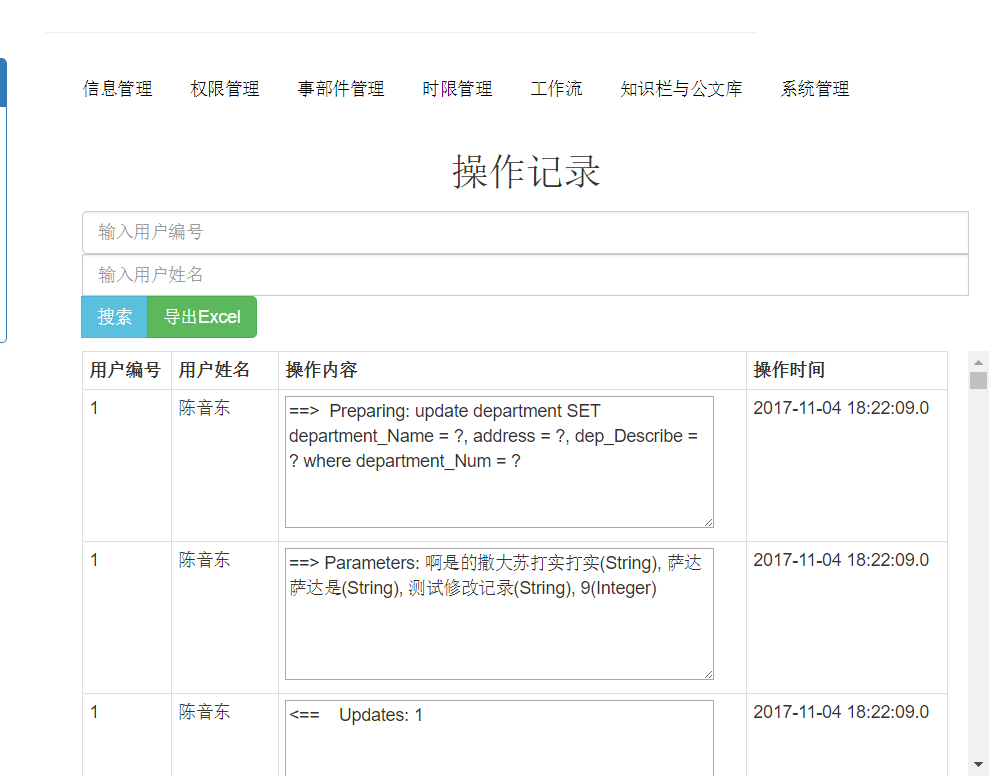 信息管理 权限管理 事部件管理 时限管理 工作流 知识栏与公文库 系统管理
操作记录
输入用户编号
输入用户姓名
搜索 导出Excel
用户编号 用户姓名 操作内容 操作时间
1 陈音东 ==>  Preparing: update department SET 2017-11-04 18:22:09.0
department_Name = ?, address = ?, dep_Describe =
? where department_Num = ?
1 陈音东 ==> Parameters: 啊是的撒大苏打实打实(String), 萨达 2017-11-04 18:22:09.0
萨达是(String), 测试修改记录(String), 9(Integer)
1 陈音东 <==    Updates: 1 2017-11-04 18:22:09.0